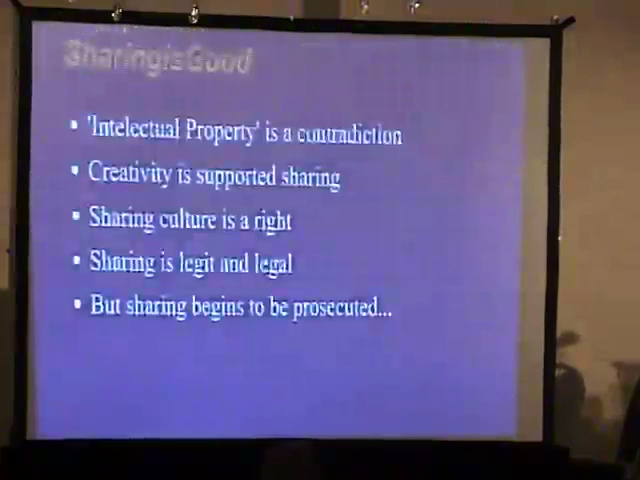 SharingisGood
• 'Intelectual Property' is a contradiction
• Creativity is supported sharing
• Sharing culture is a right
• Sharing is legit and legal
• But sharing begins to be prosecuted...